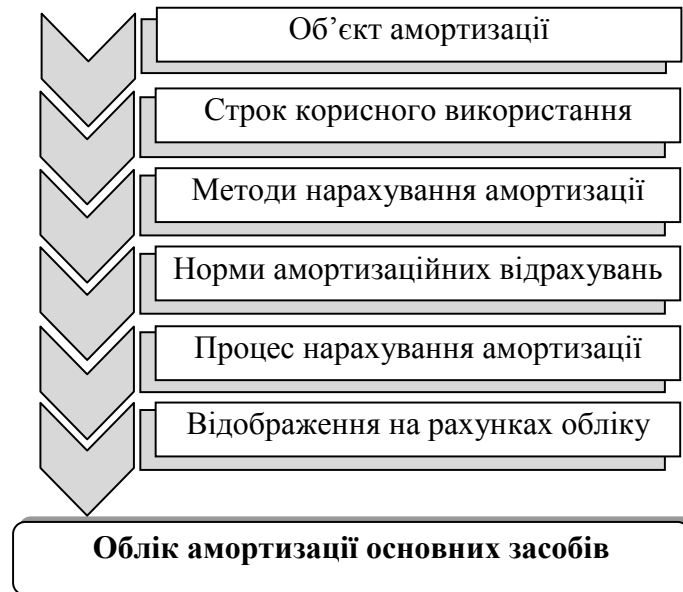 Об’єкт амортизації
Строк корисного використання
Методи нарахування амортизації
Норми амортизаційних відрахувань
Процес нарахування амортизації
Відображення на рахунках обліку
Облік амортизації основних засобів